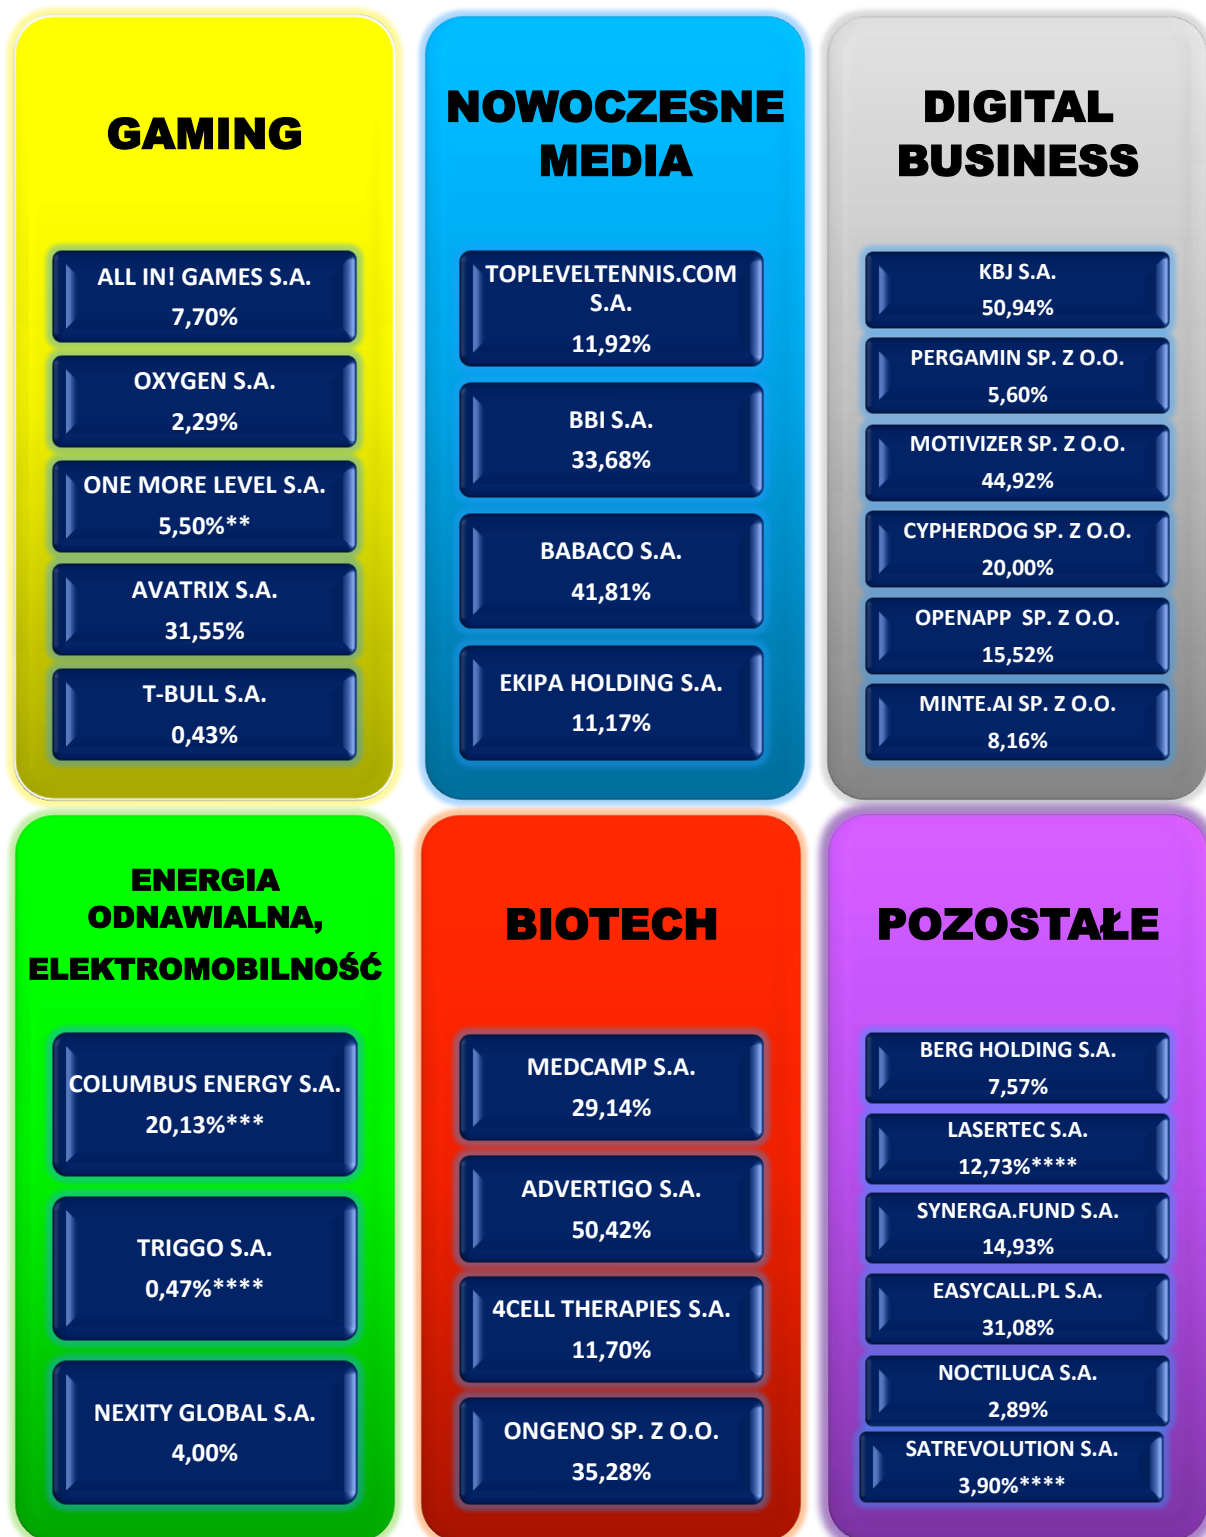 GAMING
ALL IN! GAMES S.A.
7,70%
OXYGEN S.A.
2,29%
ONE MORE LEVEL S.A.
5,50%**
AVATRIX S.A.
31,55%
T-BULL S.A.
0,43%
NOWOCZESNE
MEDIA
TOPLEVELTENNIS.COM
S.A.
11,92%
BBI S.A.
33,68%
BABACO S.A.
41,81%
EKIPA HOLDING S.A.
11,17%
DIGITAL
BUSINESS
KBJ S.A.
50,94%
PERGAMIN SP. Z O.O.
5,60%
MOTIVIZER SP. Z O.O.
44,92%
CYPHERDOG SP. Z O.O.
20,00%
OPENAPP SP. Z O.O.
15,52%
MINTE.AI SP. Z O.O.
8,16%
ENERGIA
ODNAWIALNA,
ELEKTROMOBILNOŚĆ
COLUMBUS ENERGY S.A.
20,13%***
TRIGGO S.A.
0,47%****
NEXITY GLOBAL S.A.
4,00%
BIOTECH
MEDCAMP S.A.
29,14%
ADVERTIGO S.A.
50,42%
4CELL THERAPIES S.A.
11,70%
ONGENO SP. Z O.O.
35,28%
POZOSTAŁE
BERG HOLDING S.A.
7,57%
LASERTEC S.A.
12,73%****
SYNERGA.FUND S.A.
14,93%
EASYCALL.PL S.A.
31,08%
NOCTILUCA S.A.
2,89%
SATREVOLUTION S.A.
3,90%****